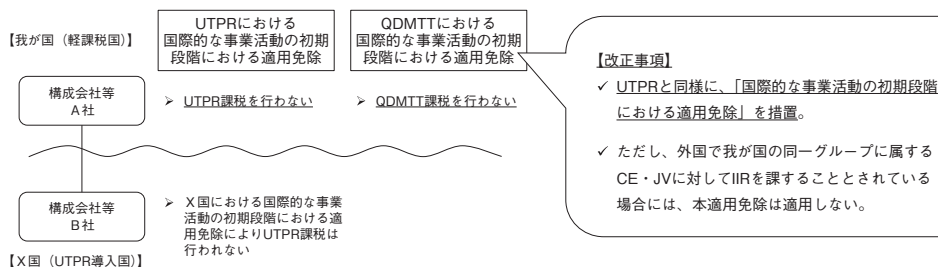 【我が国（軽課税国）】
UTPRにおける
国際的な事業活動の初期
段階における適用免除
QDMTTにおける
国際的な事業活動の初期
段階における適用免除
構成会社等
A社
➢ UTPR課税を行わない
➢ QDMTT課税を行わない
構成会社等
B社
➢ X国における国際的な事業
活動の初期段階における適
用免除によりUTPR課税は
行われない
【X国（UTPR導入国）】
【改正事項】
✓ UTPRと同様に、「国際的な事業活動の初期段階
における適用免除」を措置。
✓ ただし、外国で我が国の同一グループに属する
CE・JVに対してIIRを課することとされている
場合には、本適用免除は適用しない。